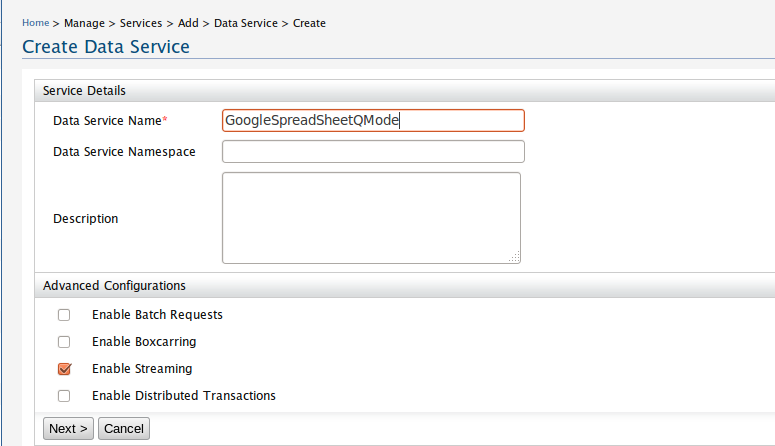 Home > Manage > Services > Add > Data Service > Create
Create Data Service
Service Details
Data Service Name* GoogleSpreadSheetQMode
Data Service Namespace
Description
Advanced Configurations
Enable Batch Requests
Enable Boxcarring
Enable Streaming
Enable Distributed Transactions
Next > Cancel